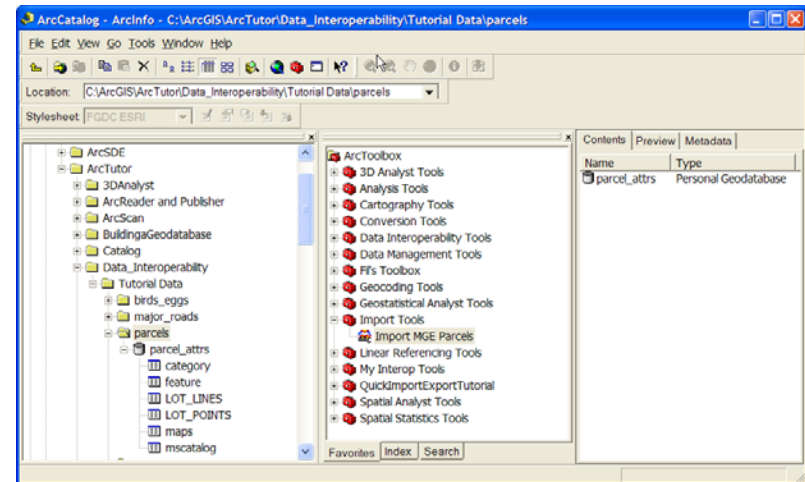 ArcCatalog - ArcInfo - C:\ArcGIS\ArcTutor\Data_Interoperability\Tutorial Data\parcels
File Edit View Go Tools Window Help
Location: C:\ArcGIS\ArcTutor\Data_Interoperability\Tutorial Data\parcels
Stylesheet: FGDC ESRI
ArcSDE
ArcTutor
3DAnalyst
ArcReader and Publisher
ArcScan
BuildingaGeodatabase
Catalog
Data_Interoperability
Tutorial Data
birds_eggs
major_roads
parcels
parcel_attrs
category
feature
LOT_LINES
LOT_POINTS
maps
mscatalog
ArcToolbox
3D Analyst Tools
Analysis Tools
Cartography Tools
Conversion Tools
Data Interoperability Tools
Data Management Tools
Fi's Toolbox
Geocoding Tools
Geostatistical Analyst Tools
Import Tools
Import MGE Parcels
Linear Referencing Tools
My Interop Tools
QuickImportExportTutorial
Spatial Analyst Tools
Spatial Statistics Tools
Favorites Index Search
Contents Preview Metadata
Name Type
parcel_attrs Personal Geodatabase